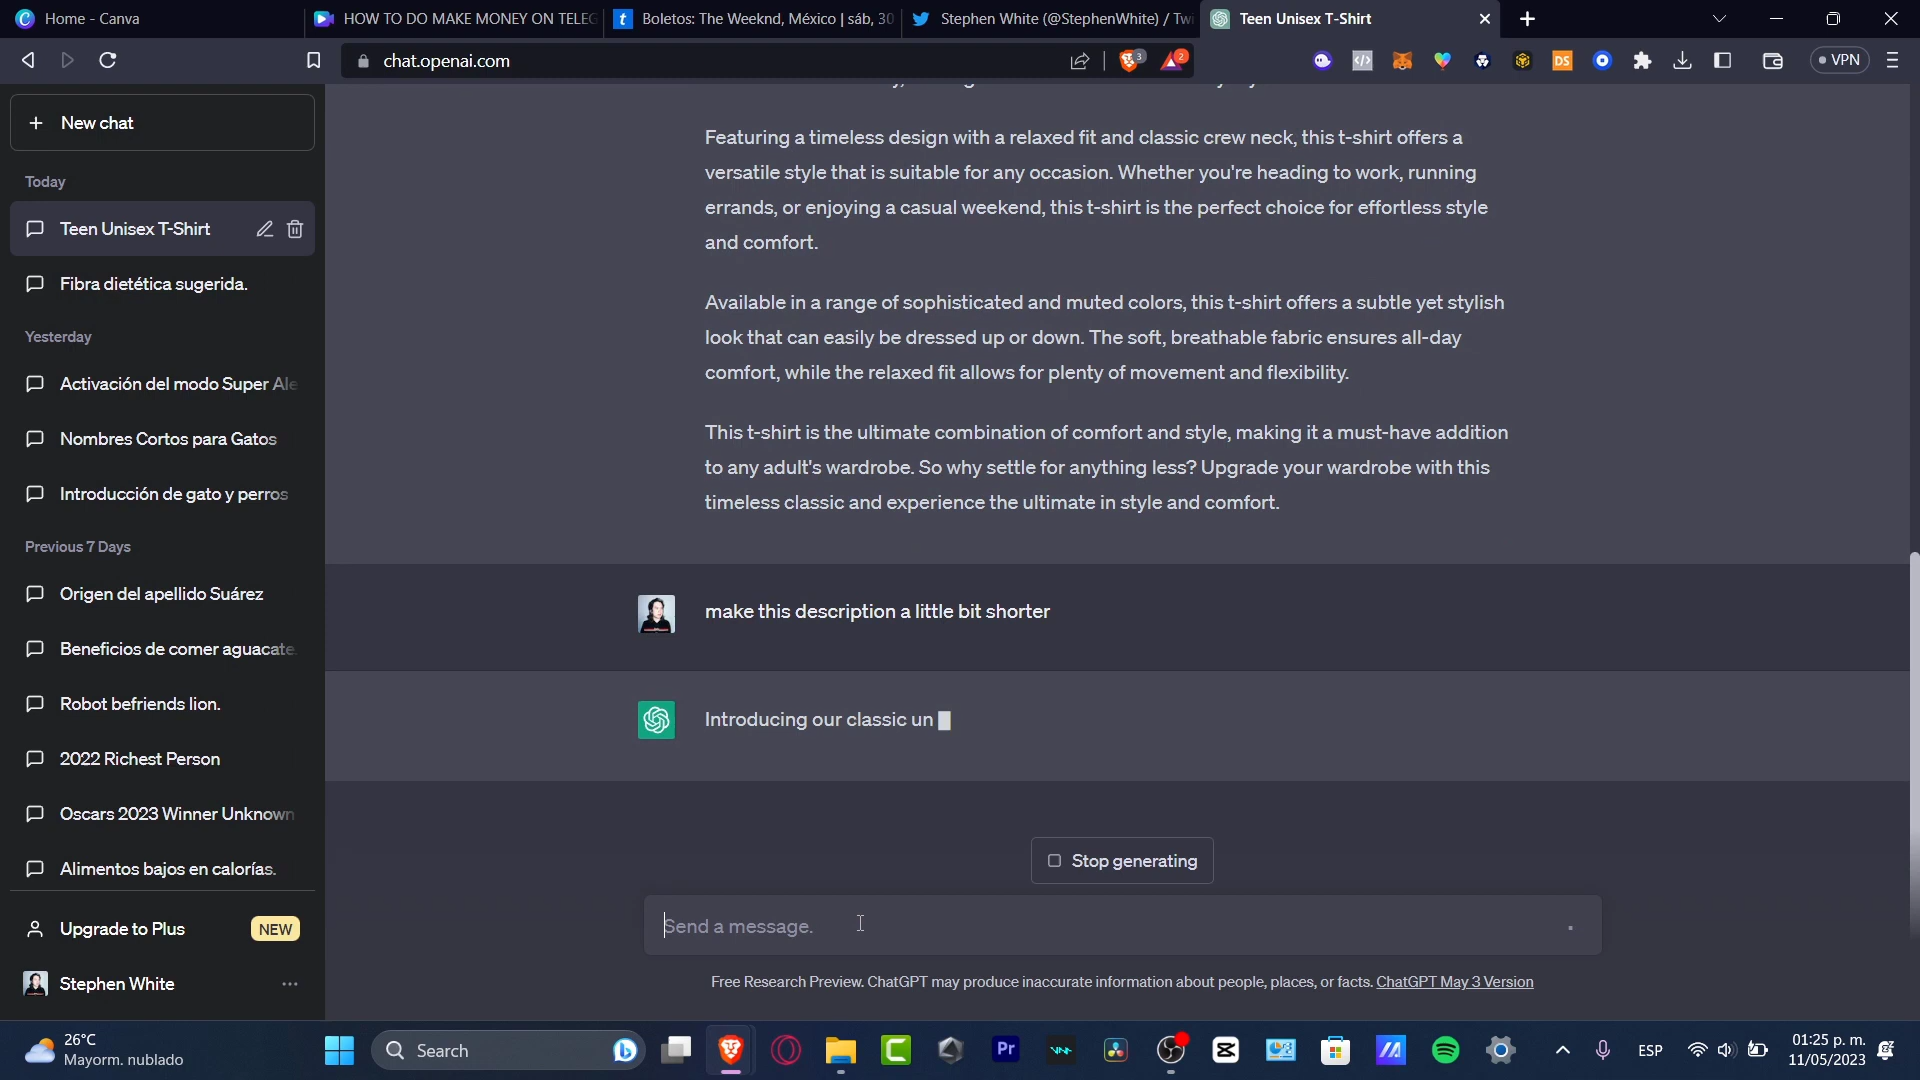 Home - Canva
HOW TO DO MAKE MONEY ON TELEG
Boletos: The Weeknd, México | sáb, 30
Stephen White (@StephenWhite) / Twi
Teen Unisex T-Shirt
chat.openai.com
3
2
VPN
New chat
Today
Teen Unisex T-Shirt
Fibra dietética sugerida.
Yesterday
Activación del modo Super Ale
Nombres Cortos para Gatos
Introducción de gato y perros
Previous 7 Days
Origen del apellido Suárez
Beneficios de comer aguacate.
Robot befriends lion.
2022 Richest Person
Oscars 2023 Winner Unknown
Alimentos bajos en calorías.
Upgrade to Plus
NEW
Stephen White
Featuring a timeless design with a relaxed fit and classic crew neck, this t-shirt offers a
versatile style that is suitable for any occasion. Whether you're heading to work, running
errands, or enjoying a casual weekend, this t-shirt is the perfect choice for effortless style
and comfort.
Available in a range of sophisticated and muted colors, this t-shirt offers a subtle yet stylish
look that can easily be dressed up or down. The soft, breathable fabric ensures all-day
comfort, while the relaxed fit allows for plenty of movement and flexibility.
This t-shirt is the ultimate combination of comfort and style, making it a must-have addition
to any adult's wardrobe. So why settle for anything less? Upgrade your wardrobe with this
timeless classic and experience the ultimate in style and comfort.
make this description a little bit shorter
Introducing our classic un
Stop generating
Send a message.
Free Research Preview. ChatGPT may produce inaccurate information about people, places, or facts. ChatGPT May 3 Version
26°C
Mayorm. nublado
Search
Pr
ESP
01:25 p. m.
11/05/2023